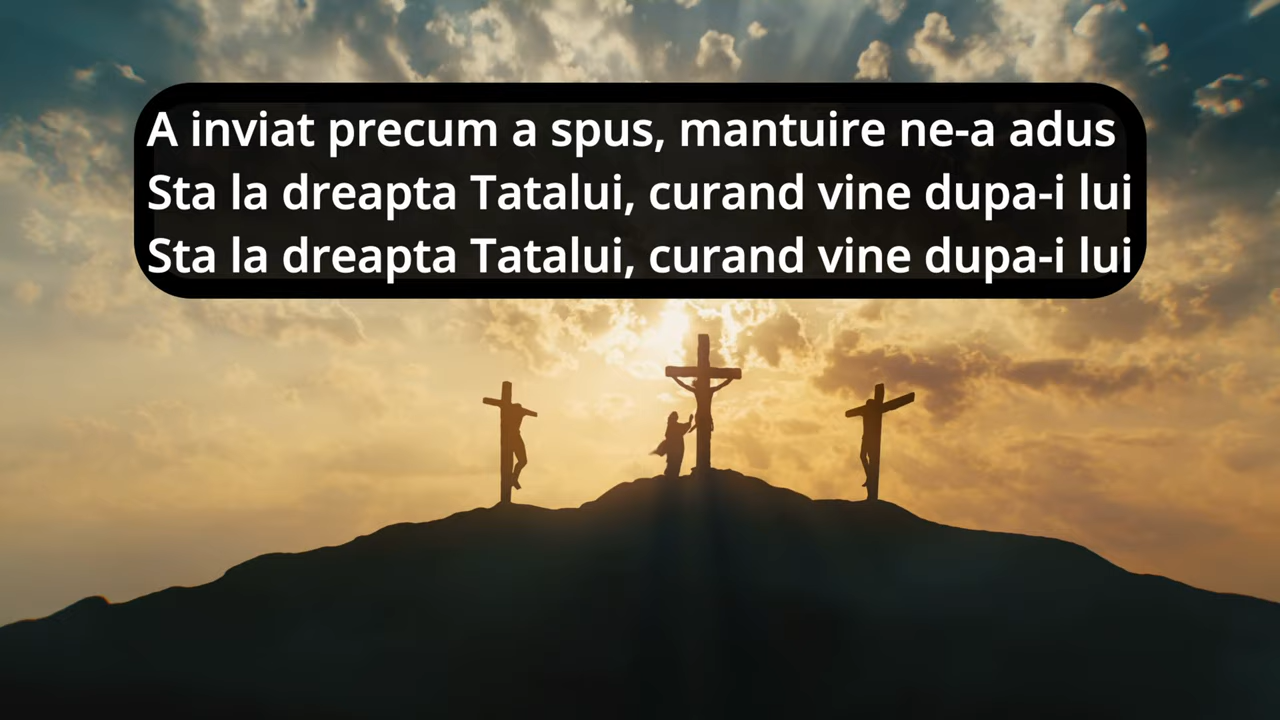 A inviat precum a spus, mantuire ne-a adus
Sta la dreapta Tatalui, curand vine dupa-i lui
Sta la dreapta Tatalui, curand vine dupa-i lui